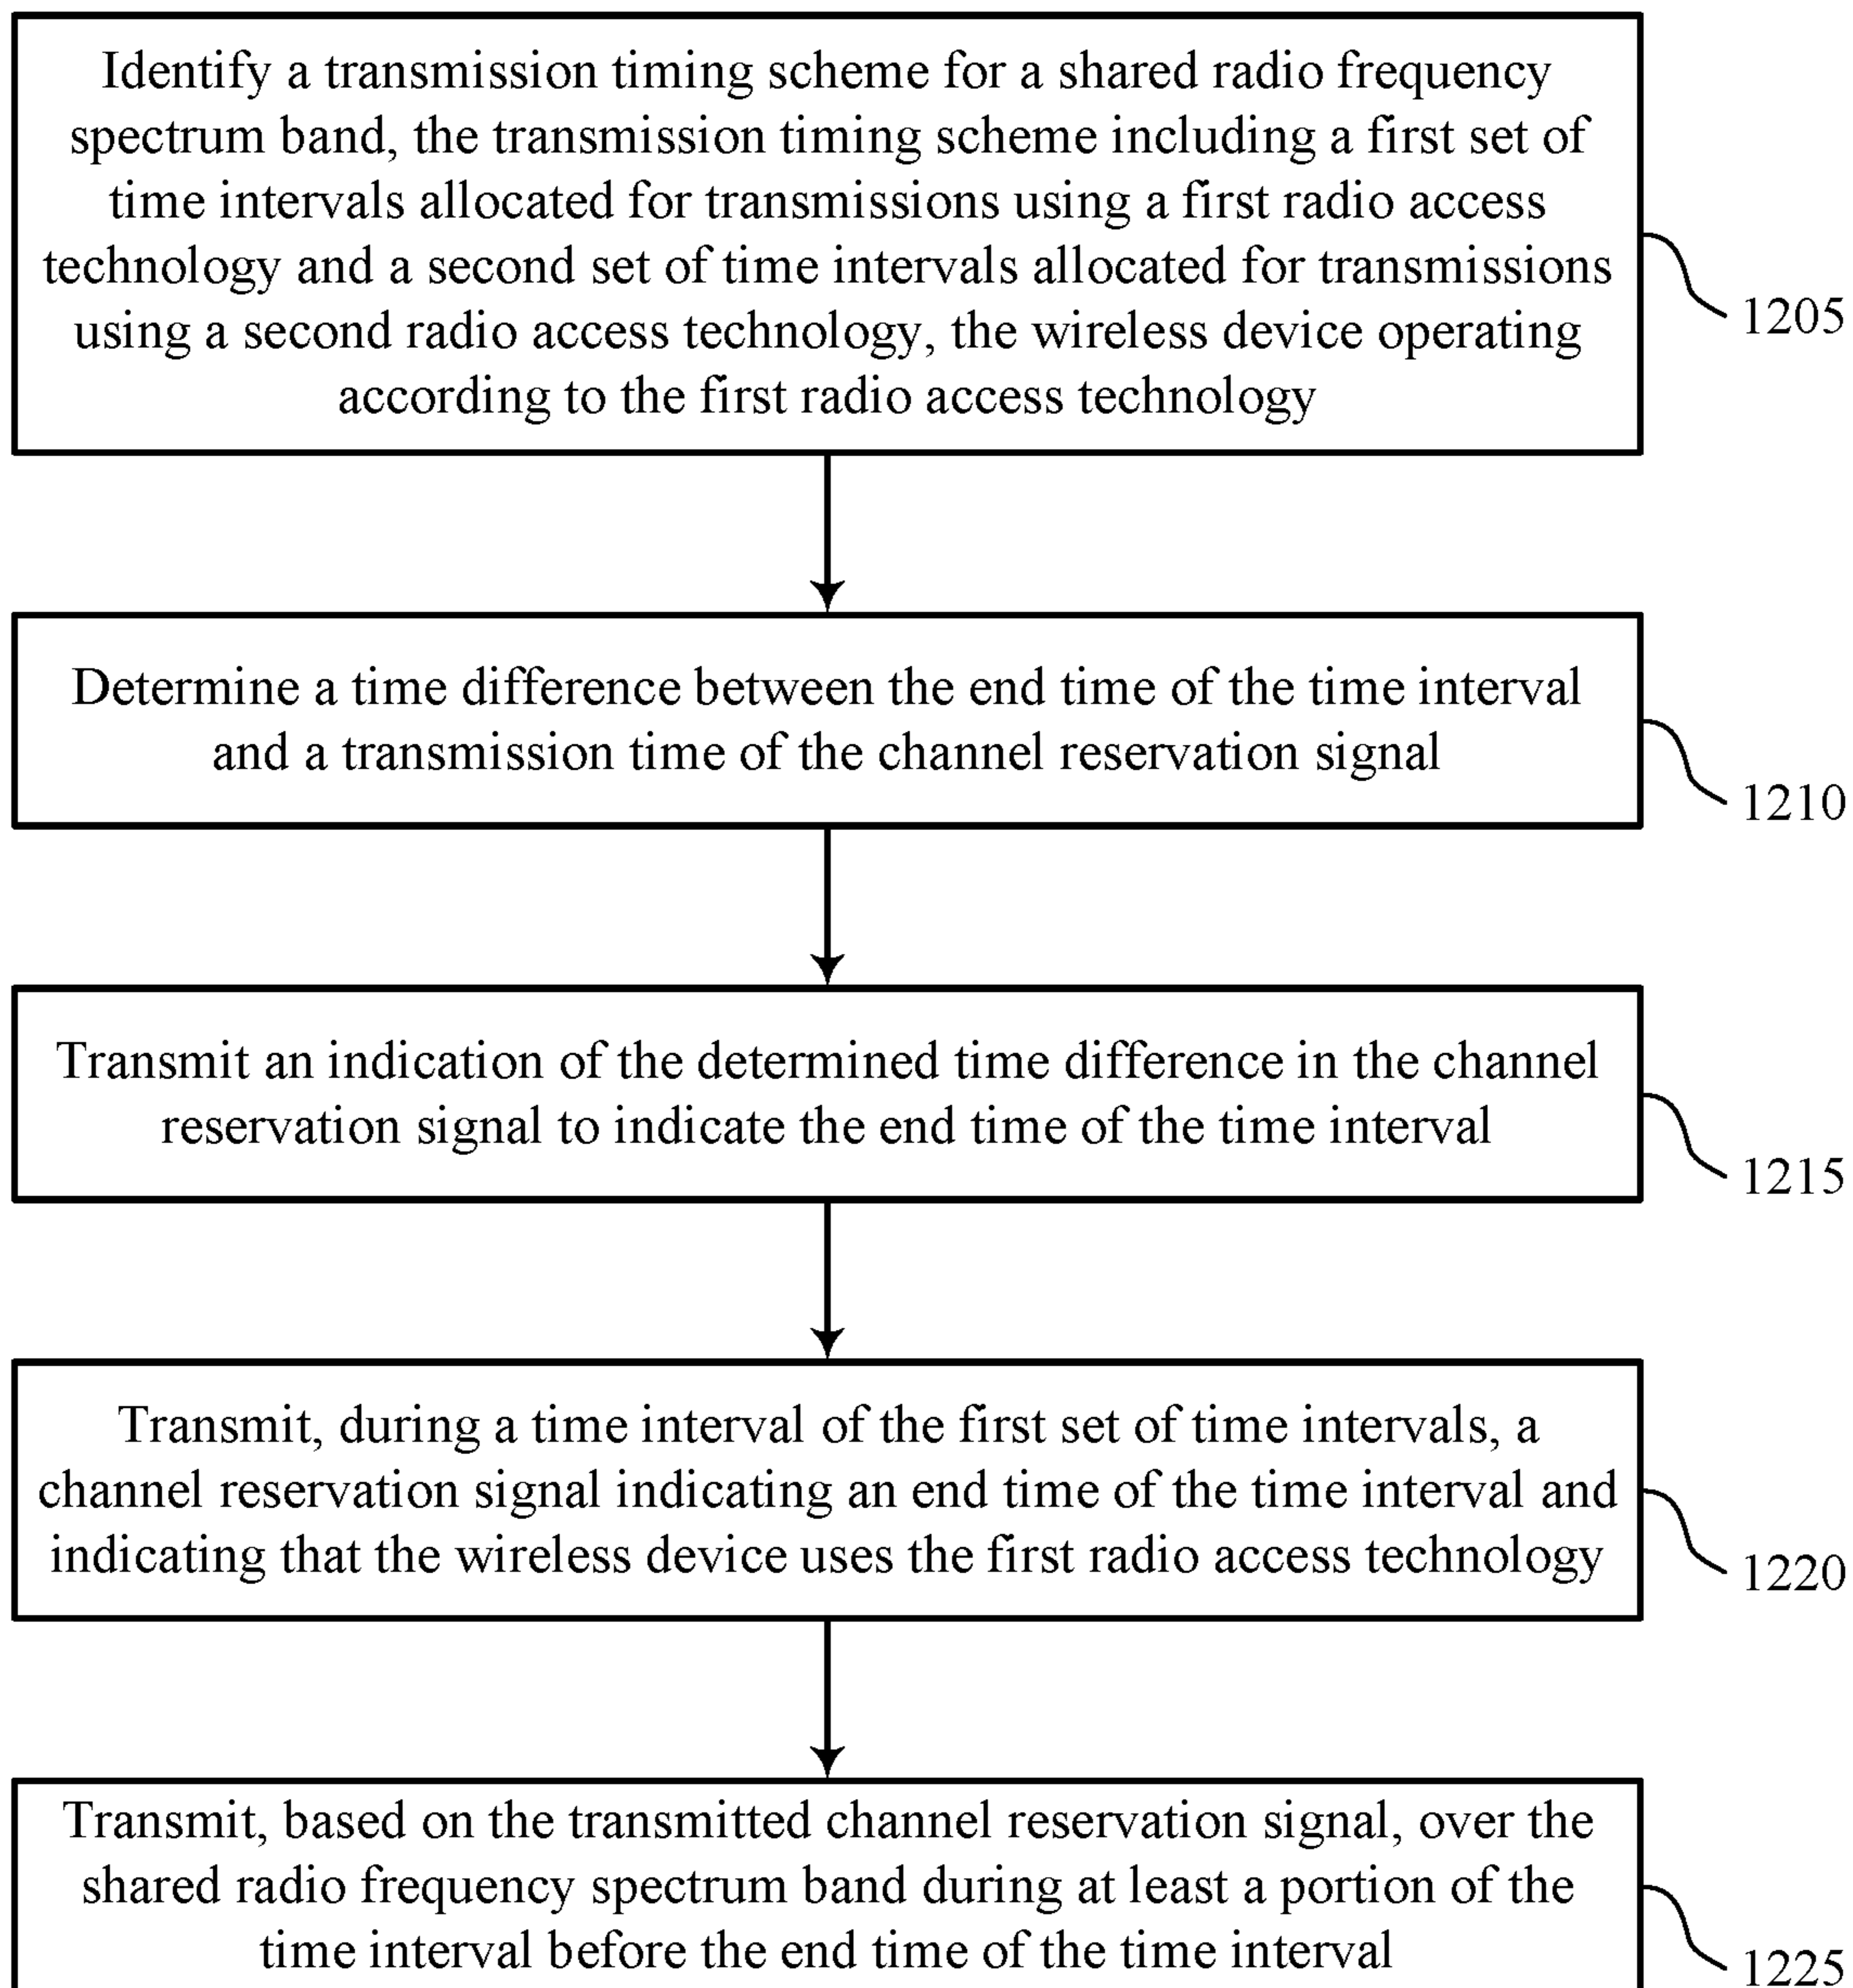 Identify a transmission timing scheme for a shared radio frequency
spectrum band, the transmission timing scheme including a first set of
time intervals allocated for transmissions using a first radio access
technology and a second set of time intervals allocated for transmissions
using a second radio access technology, the wireless device operating
according to the first radio access technology
1205
Determine a time difference between the end time of the time interval
and a transmission time of the channel reservation signal
1210
Transmit an indication of the determined time difference in the channel
reservation signal to indicate the end time of the time interval
1215
Transmit, during a time interval of the first set of time intervals, a
channel reservation signal indicating an end time of the time interval and
indicating that the wireless device uses the first radio access technology
1220
Transmit, based on the transmitted channel reservation signal, over the
shared radio frequency spectrum band during at least a portion of the
time interval before the end time of the time interval
1225